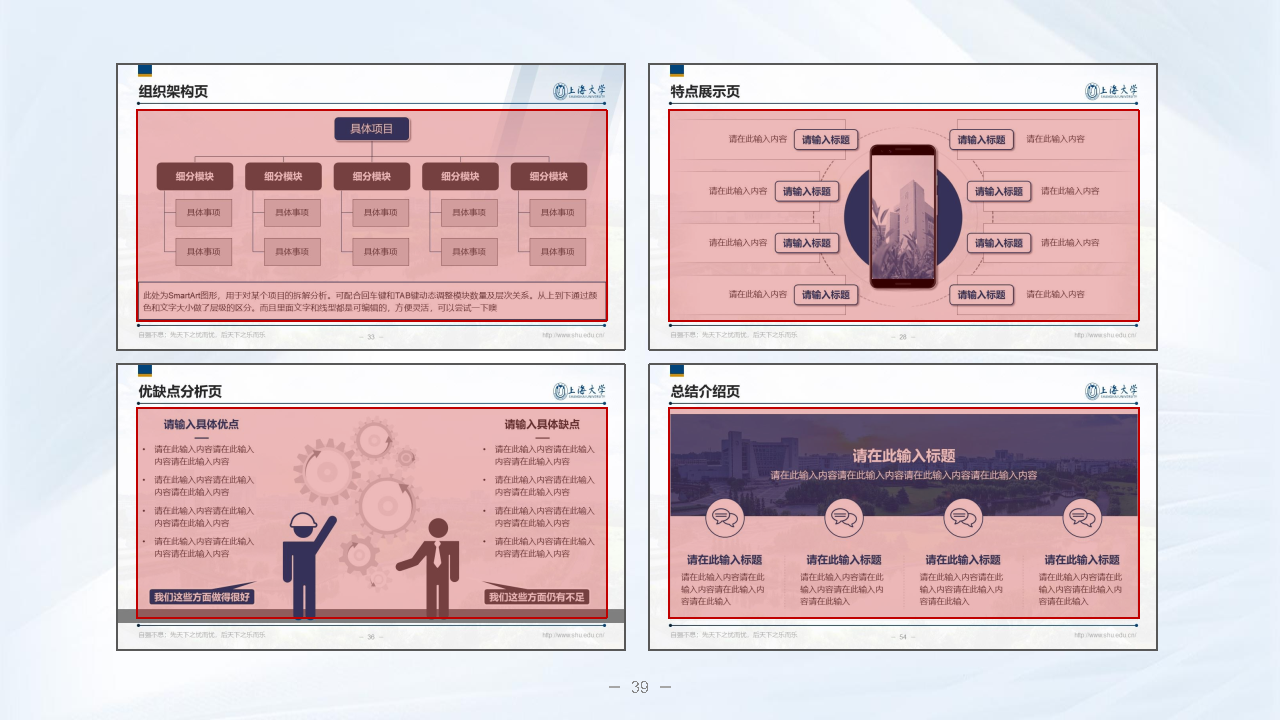 组织架构页
上海大学
具体项目
细分模块 细分模块 细分模块 细分模块 细分模块
具体事项 具体事项 具体事项 具体事项 具体事项
具体事项 具体事项 具体事项 具体事项 具体事项
此处为SmartArt图形，用于对某个项目的拆解分析。可配合回车键和TAB键动态调整模块数量及层次关系。从上到下通过颜
色和文字大小做了层级的区分。而且里面文字和线型都是可编辑的，方便灵活，可以尝试一下噢
自强不息；先天下之忧而忧，后天下之乐而乐
— 33 —
http://www.shu.edu.cn/
特点展示页
上海大学
请在此输入内容 请输入标题 请输入标题 请在此输入内容
请在此输入内容 请输入标题 请输入标题 请在此输入内容
请在此输入内容 请输入标题 请输入标题 请在此输入内容
请在此输入内容 请输入标题 请输入标题 请在此输入内容
自强不息；先天下之忧而忧，后天下之乐而乐
— 28 —
http://www.shu.edu.cn/
优缺点分析页
上海大学
请输入具体优点
• 请在此输入内容请在此输入
内容请在此输入内容
• 请在此输入内容请在此输入
内容请在此输入内容
• 请在此输入内容请在此输入
内容请在此输入内容
• 请在此输入内容请在此输入
内容请在此输入内容
我们这些方面做得很好
请输入具体缺点
• 请在此输入内容请在此输入
内容请在此输入内容
• 请在此输入内容请在此输入
内容请在此输入内容
• 请在此输入内容请在此输入
内容请在此输入内容
• 请在此输入内容请在此输入
内容请在此输入内容
我们这些方面仍有不足
自强不息；先天下之忧而忧，后天下之乐而乐
— 36 —
http://www.shu.edu.cn/
总结介绍页
上海大学
请在此输入标题
请在此输入内容请在此输入内容请在此输入内容请在此输入内容
请在此输入标题
请在此输入内容请在此
输入内容请在此输入内
容请在此输入
请在此输入标题
请在此输入内容请在此
输入内容请在此输入内
容请在此输入
请在此输入标题
请在此输入内容请在此
输入内容请在此输入内
容请在此输入
请在此输入标题
请在此输入内容请在此
输入内容请在此输入内
容请在此输入
自强不息；先天下之忧而忧，后天下之乐而乐
— 54 —
http://www.shu.edu.cn/
— 39 —